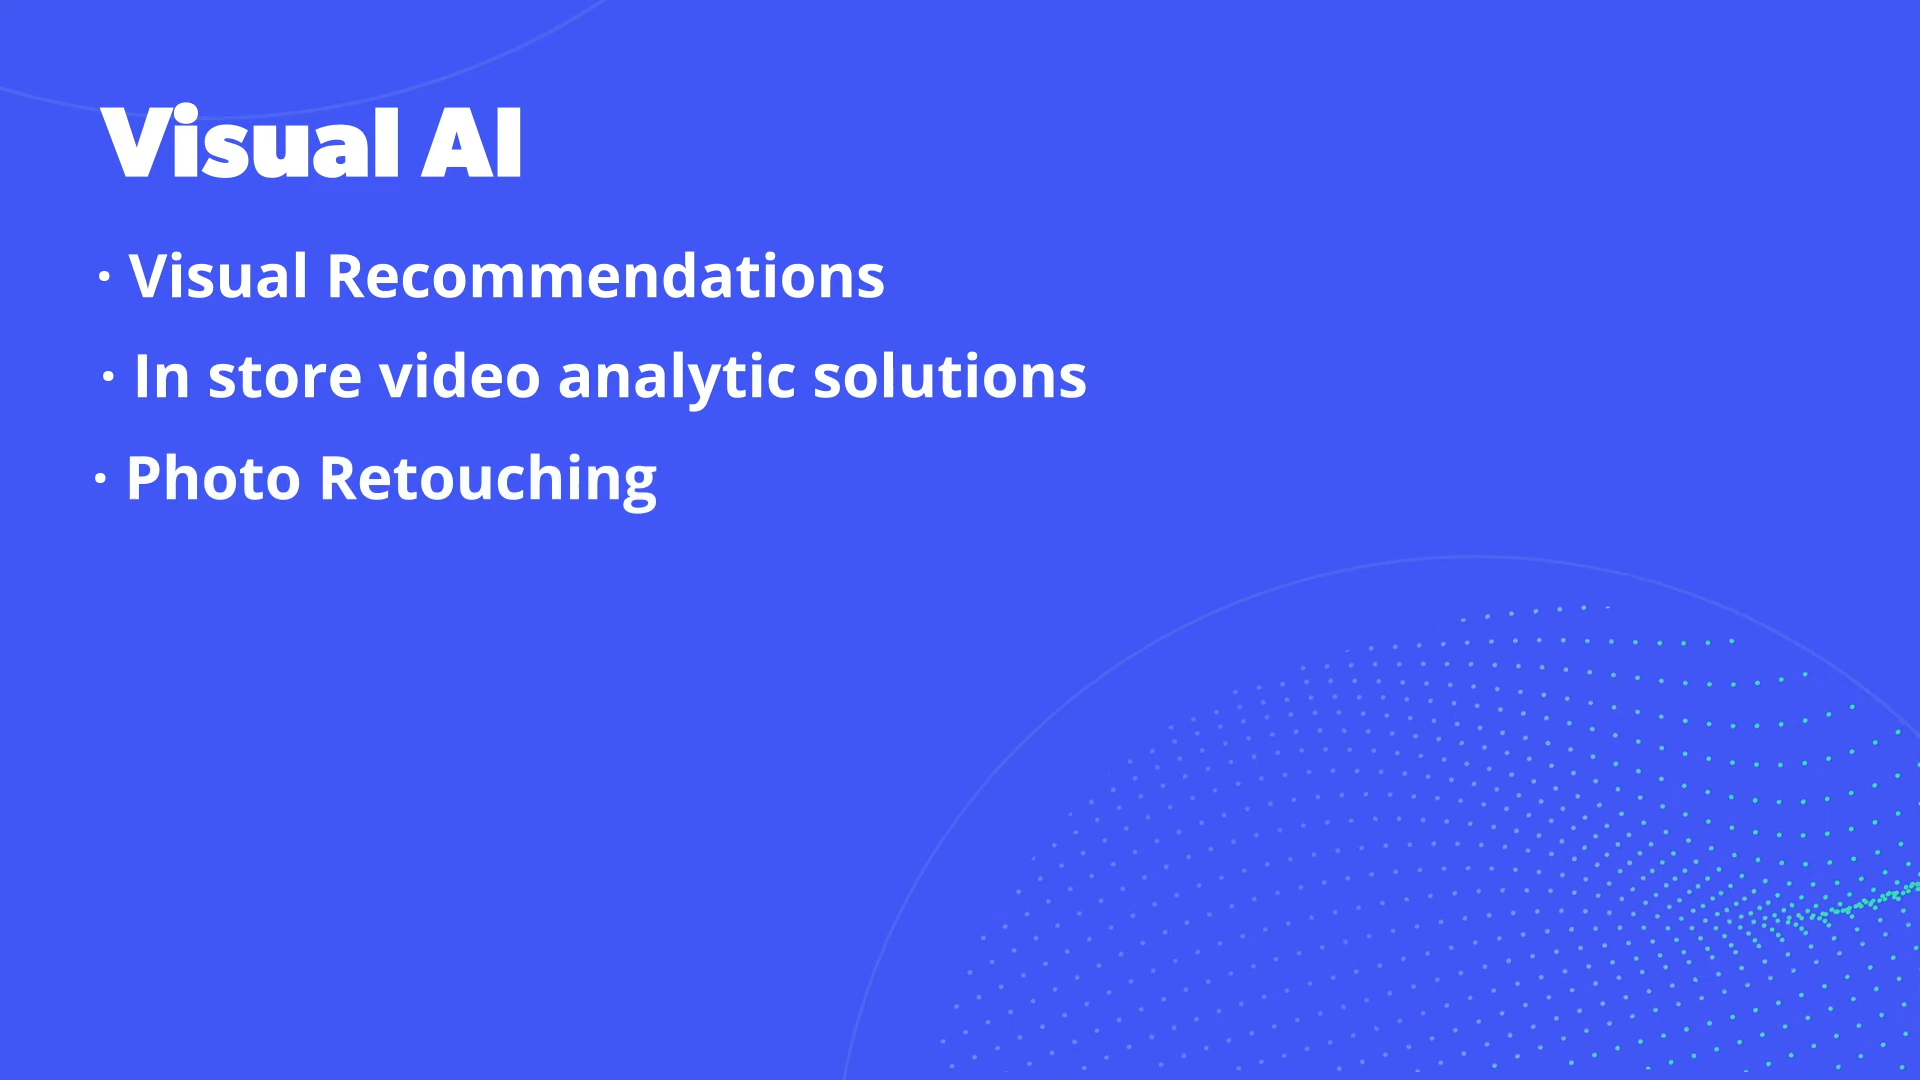 Visual AI
· Visual Recommendations
· In store video analytic solutions
· Photo Retouching